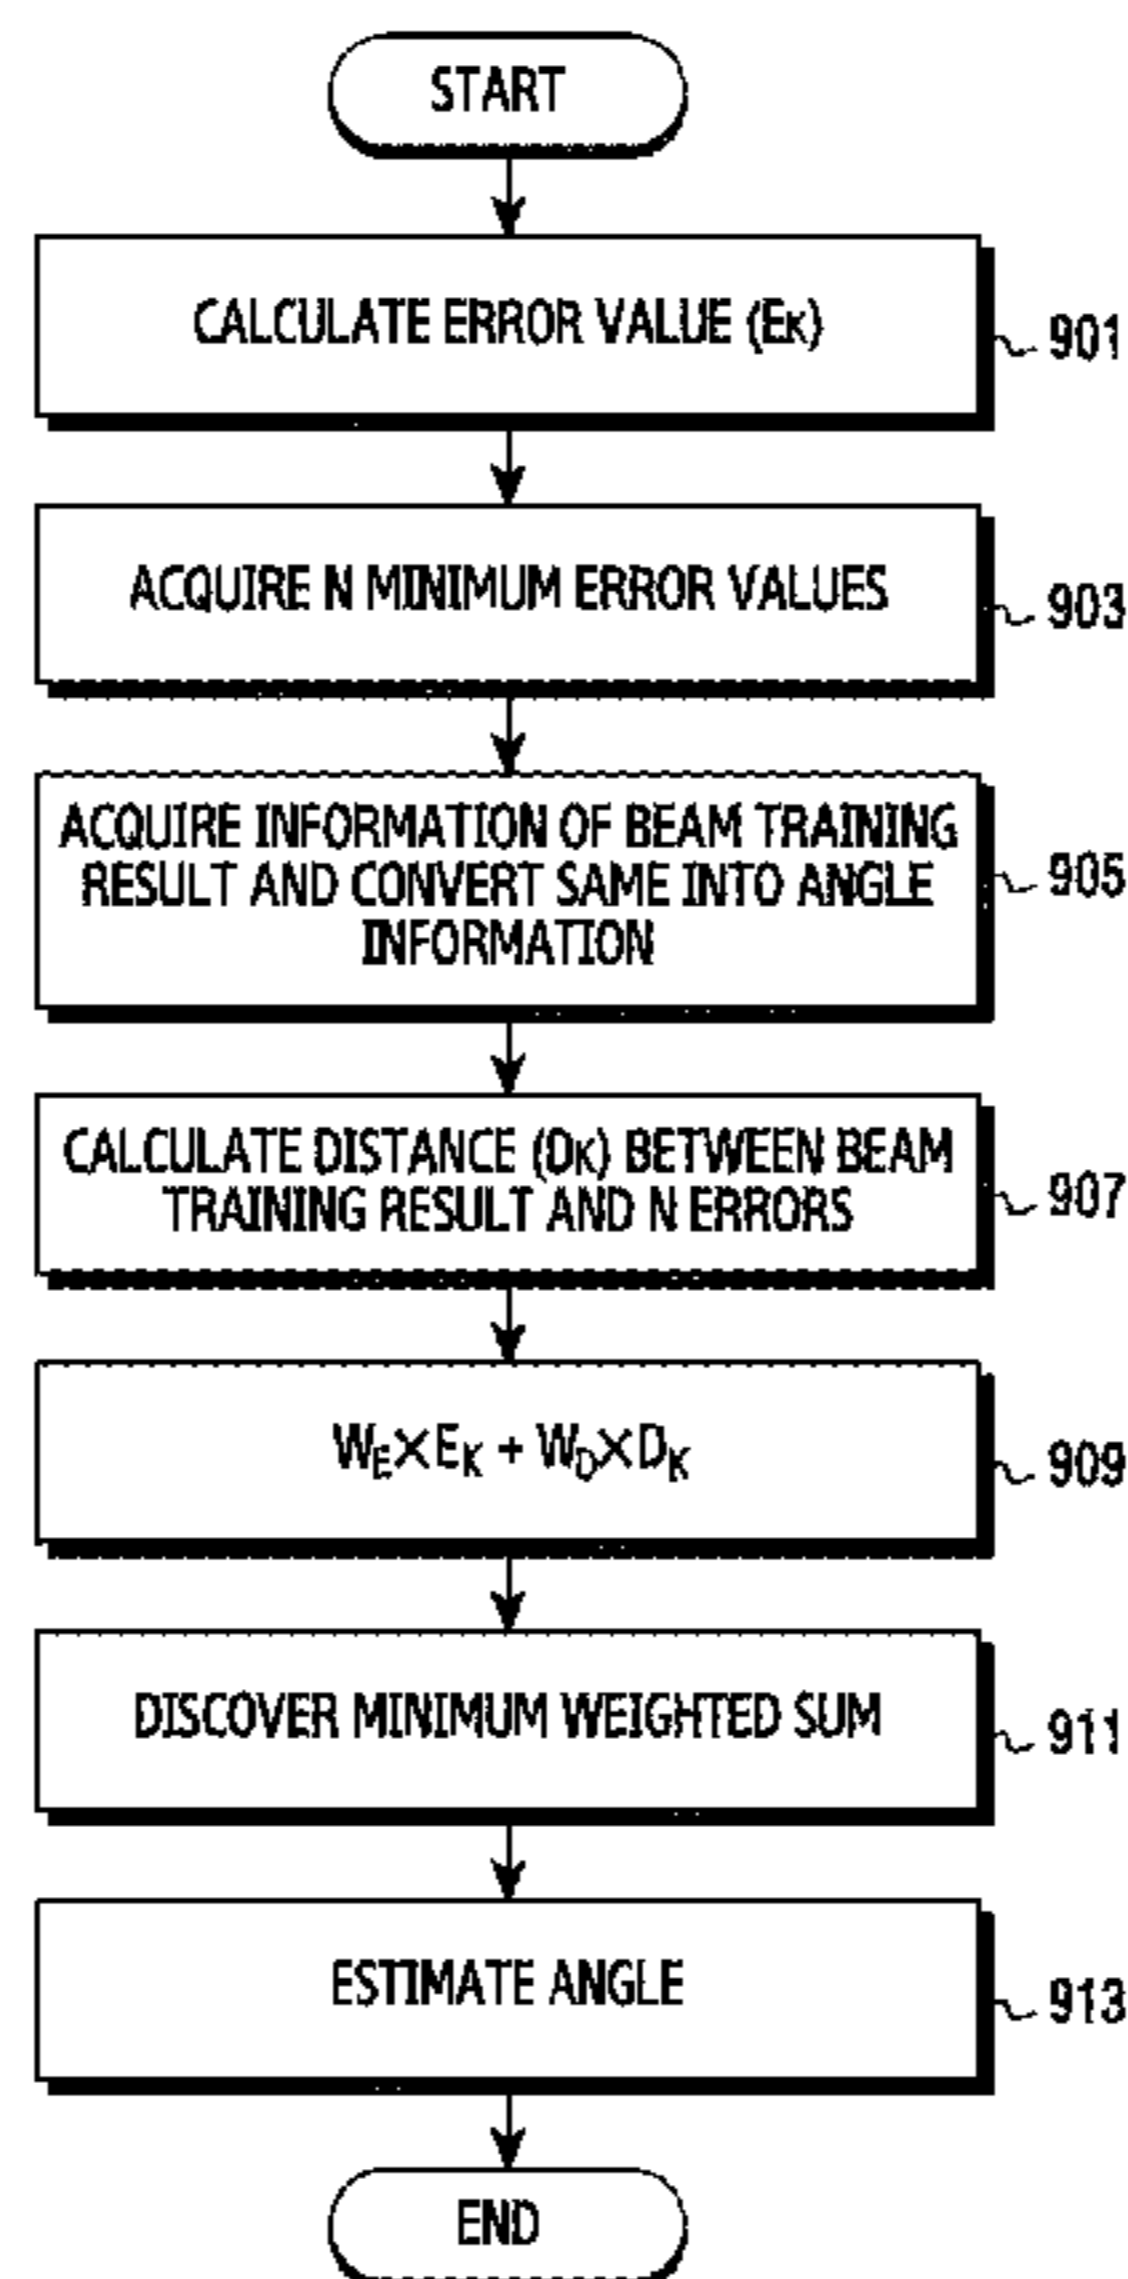 START
CALCULATE ERROR VALUE (EK)
901
ACQUIRE N MINIMUM ERROR VALUES
903
ACQUIRE INFORMATION OF BEAM TRAINING
RESULT AND CONVERT SAME INTO ANGLE
INFORMATION
905
CALCULATE DISTANCE (DK) BETWEEN BEAM
TRAINING RESULT AND N ERRORS
907
WE×EK + WD×DK
909
DISCOVER MINIMUM WEIGHTED SUM
911
ESTIMATE ANGLE
913
END